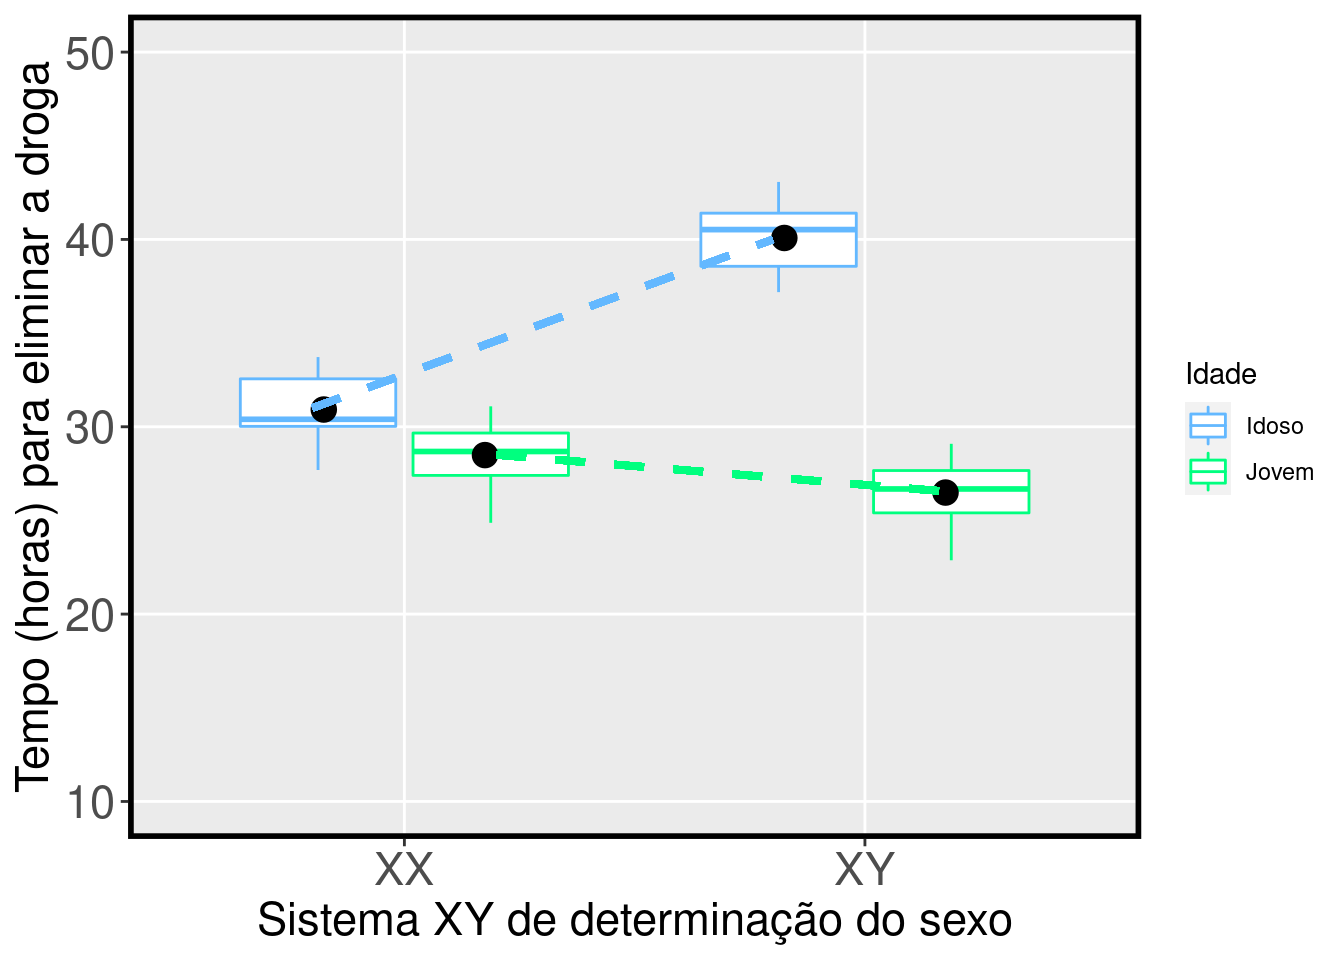 Tempo (horas) para eliminar a droga
50
40
30
20
10
XX XY
Sistema XY de determinação do sexo
Idade
Idoso
Jovem